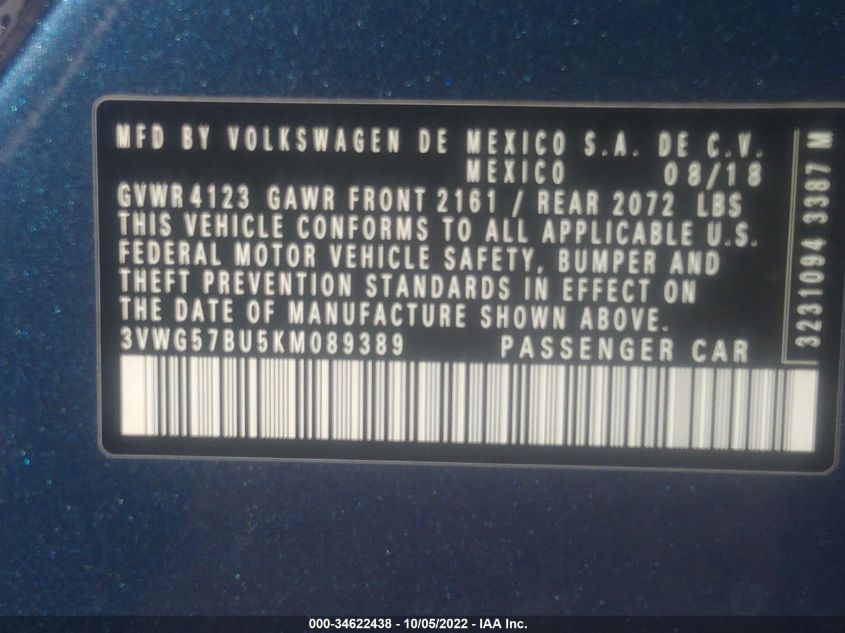 MFD BY VOLKSWAGEN DE MEXICO S.A. DE C.V.
MEXICO 08/18
GVWR 4123 GAWR FRONT 2161 / REAR 2072 LBS
THIS VEHICLE CONFORMS TO ALL APPLICABLE U.S.
FEDERAL MOTOR VEHICLE SAFETY, BUMPER AND
THEFT PREVENTION STANDARDS IN EFFECT ON
THE DATE OF MANUFACTURE SHOWN ABOVE.
3VWG57BU5KM089389 PASSENGER CAR
3231094 3387 M
000-34622438 - 10/05/2022 - IAA Inc.